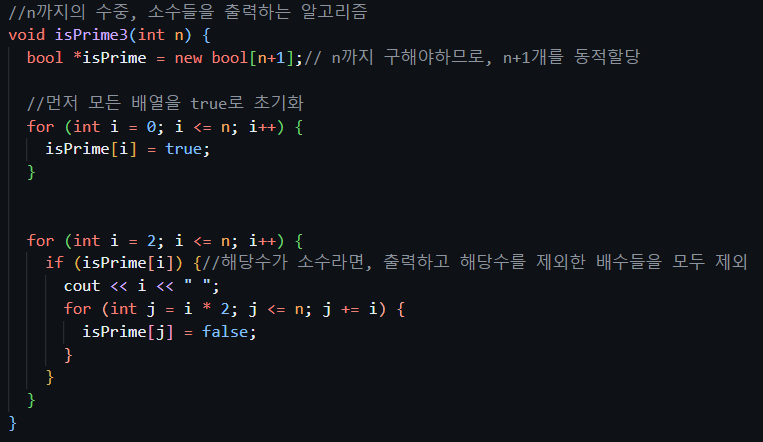 //n까지의 수중, 소수들을 출력하는 알고리즘
void isPrime3(int n) {
bool *isPrime = new bool[n+1];// n까지 구해야하므로, n+1개를 동적할당
//먼저 모든 배열을 true로 초기화
for (int i = 0; i <= n; i++) {
isPrime[i] = true;
}
for (int i = 2; i <= n; i++) {
if (isPrime[i]) {//해당수가 소수라면, 출력하고 해당수를 제외한 배수들을 모두 제외
cout << i << " ";
for (int j = i * 2; j <= n; j += i) {
isPrime[j] = false;
}
}
}
}